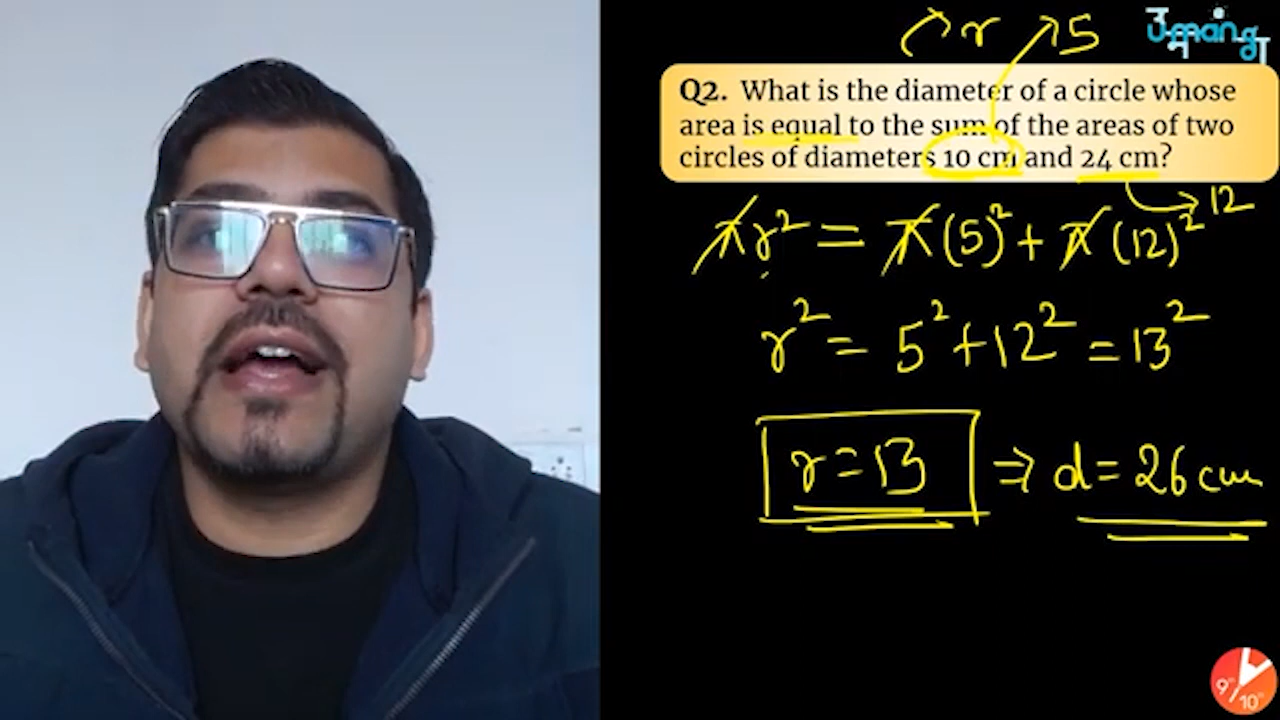 r 5
उमंग
Q2. What is the diameter of a circle whose
area is equal to the sum of the areas of two
circles of diameters 10 cm and 24 cm?
12
πr² = π(5)² + π(12)²
r² = 5² + 12² = 13²
r = 13 ⇒ d = 26 cm
9ᵗʰ 10ᵗʰ